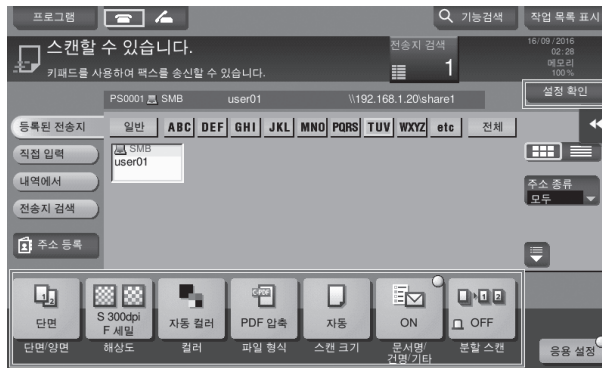 프로그램
기능검색
작업 목록 표시
스캔할 수 있습니다.
키패드를 사용하여 팩스를 송신할 수 있습니다.
전송지 검색
1
16/09/2016
02:28
메모리
100%
설정 확인
PS0001 SMB user01 \\192.168.1.20\share1
등록된 전송지
일반 ABC DEF GHI JKL MNO PQRS TUV WXYZ etc 전체
직접 입력
SMB
user01
내역에서
전송지 검색
주소 종류
모두
주소 등록
단면
S 300dpi
F 세밀
자동 컬러
PDF 압축
자동
ON
OFF
단면/양면
해상도
컬러
파일 형식
스캔 크기
문서명/
건명/기타
분할 스캔
응용 설정